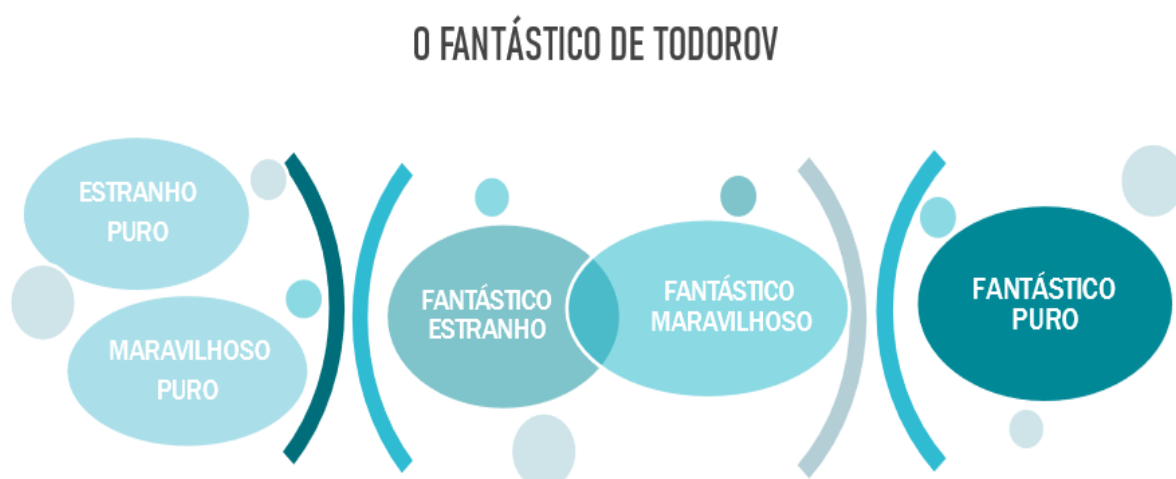 O FANTÁSTICO DE TODOROV
ESTRANHO
PURO
MARAVILHOSO
PURO
FANTÁSTICO
ESTRANHO
FANTÁSTICO
MARAVILHOSO
FANTÁSTICO
PURO